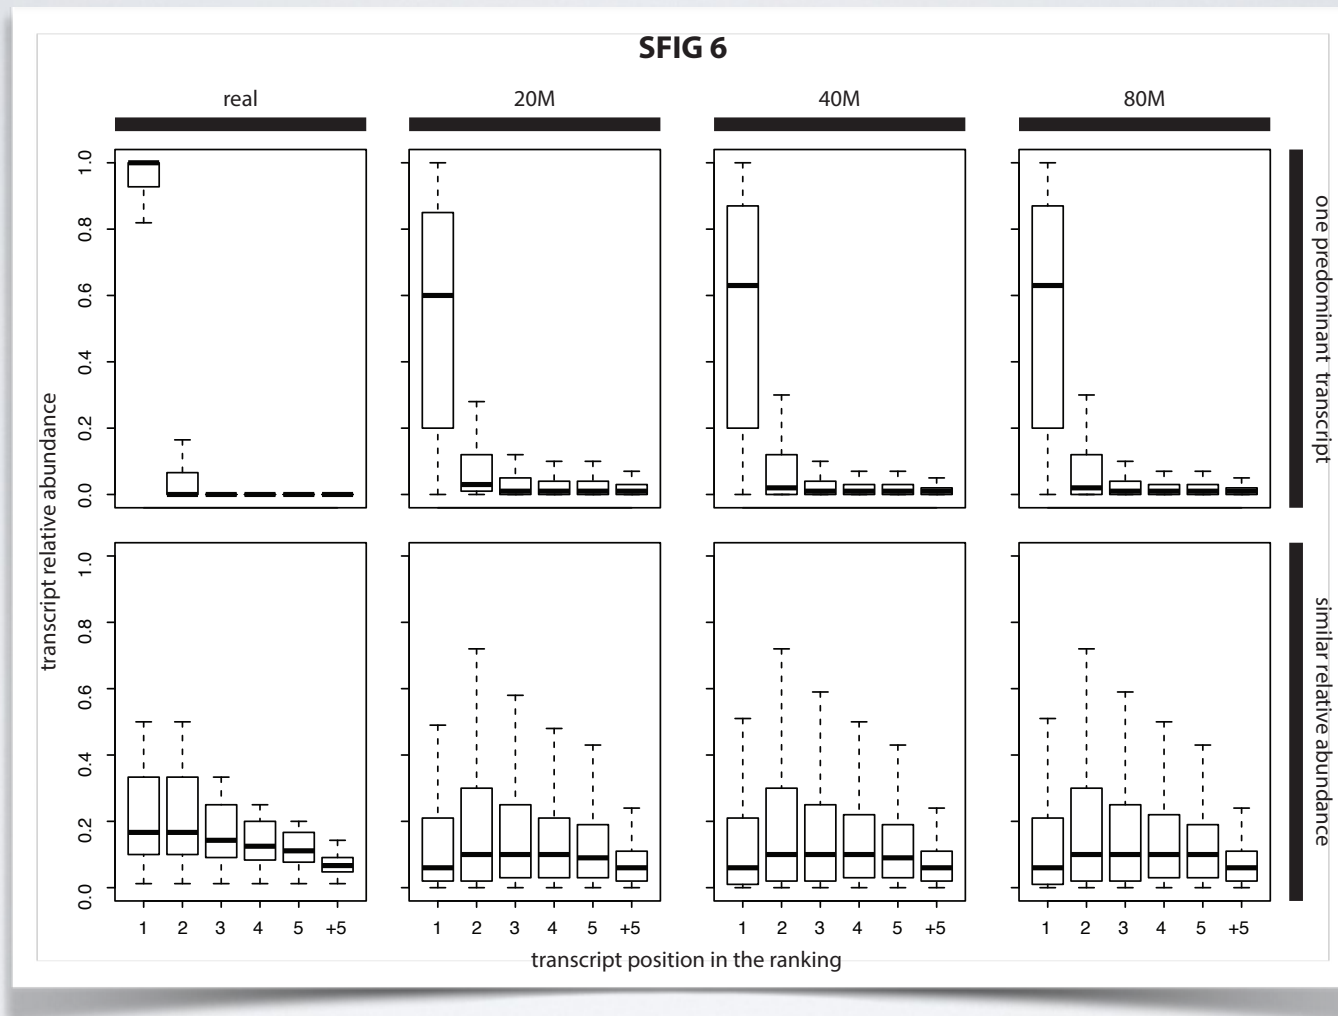 SFIG 6
real 20M 40M 80M
transcript relative abundance
1.0
0.8
0.6
0.4
0.2
0.0
one predominant transcript
1.0
0.8
0.6
0.4
0.2
0.0
similar relative abundance
1 2 3 4 5 +5 1 2 3 4 5 +5 1 2 3 4 5 +5 1 2 3 4 5 +5
transcript position in the ranking